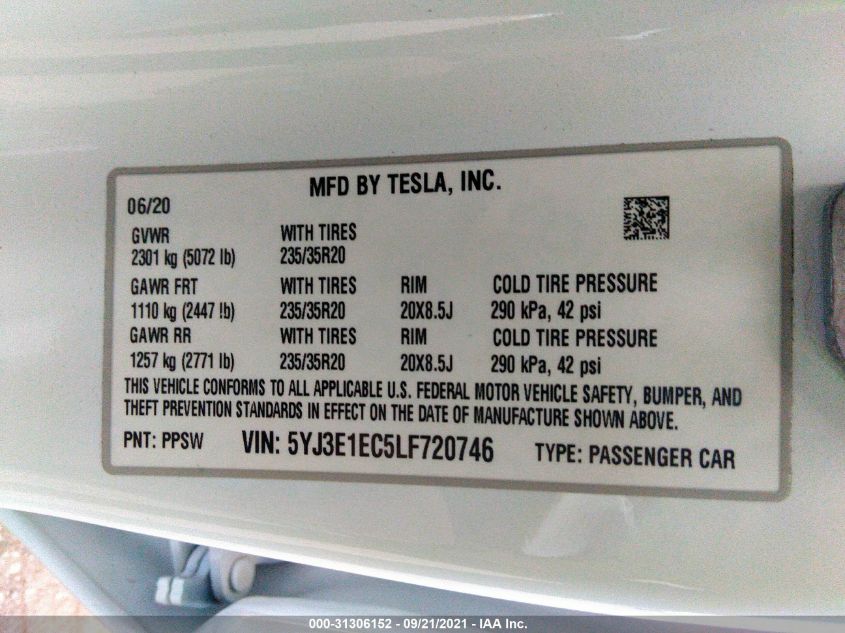 MFD BY TESLA, INC.
06/20
GVWR WITH TIRES
2301 kg (5072 lb) 235/35R20
GAWR FRT WITH TIRES RIM COLD TIRE PRESSURE
1110 kg (2447 lb) 235/35R20 20X8.5J 290 kPa, 42 psi
GAWR RR WITH TIRES RIM COLD TIRE PRESSURE
1257 kg (2771 lb) 235/35R20 20X8.5J 290 kPa, 42 psi
THIS VEHICLE CONFORMS TO ALL APPLICABLE U.S. FEDERAL MOTOR VEHICLE SAFETY, BUMPER, AND
THEFT PREVENTION STANDARDS IN EFFECT ON THE DATE OF MANUFACTURE SHOWN ABOVE.
PNT: PPSW VIN: 5YJ3E1EC5LF720746 TYPE: PASSENGER CAR
000-31306152 - 09/21/2021 - IAA Inc.